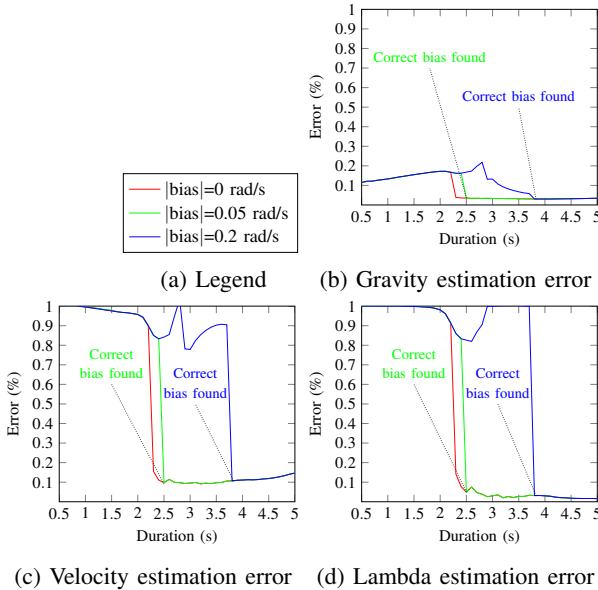 1
0.9
0.8
0.7
0.6
0.5
0.4
0.3
0.2
0.1
Error (%)
Correct bias found
Correct bias found
0.5 1 1.5 2 2.5 3 3.5 4 4.5 5
Duration (s)
|bias|=0 rad/s
|bias|=0.05 rad/s
|bias|=0.2 rad/s
(a) Legend
(b) Gravity estimation error
1
0.9
0.8
0.7
0.6
0.5
0.4
0.3
0.2
0.1
Error (%)
Correct
bias found
Correct
bias found
0.5 1 1.5 2 2.5 3 3.5 4 4.5 5
Duration (s)
(c) Velocity estimation error
1
0.9
0.8
0.7
0.6
0.5
0.4
0.3
0.2
0.1
Error (%)
Correct
bias found
Correct
bias found
0.5 1 1.5 2 2.5 3 3.5 4 4.5 5
Duration (s)
(d) Lambda estimation error